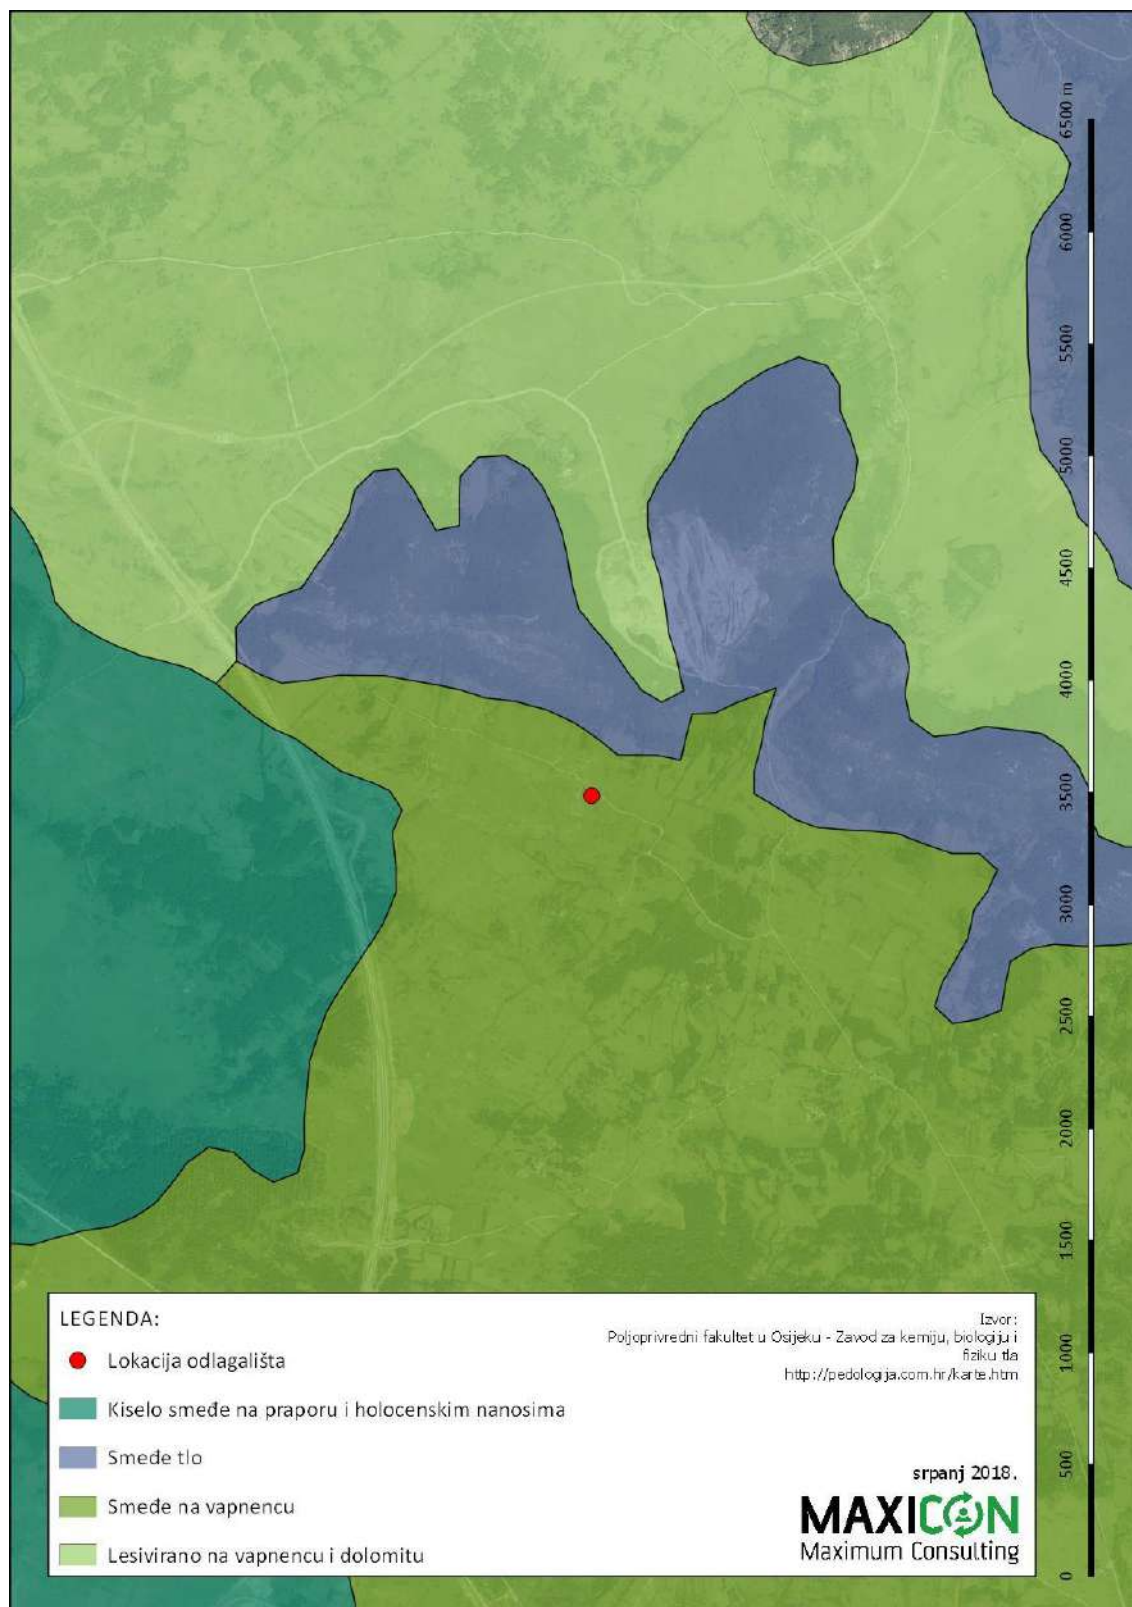 6500 m
6000
5500
5000
4500
4000
3500
3000
2500
2000
1500
1000
500
0
LEGENDA:
Lokacija odlagališta
Kiselo smeđe na praporu i holocenskim nanosima
Smeđe tlo
Smeđe na vapnencu
Lesivirano na vapnencu i dolomitu
Izvor:
Poljoprivredni fakultet u Osijeku - Zavod za kemiju, biologiju i
fiziku tla
http://pedologija.com.hr/karte.htm
srpanj 2018.
MAXICON
Maximum Consulting